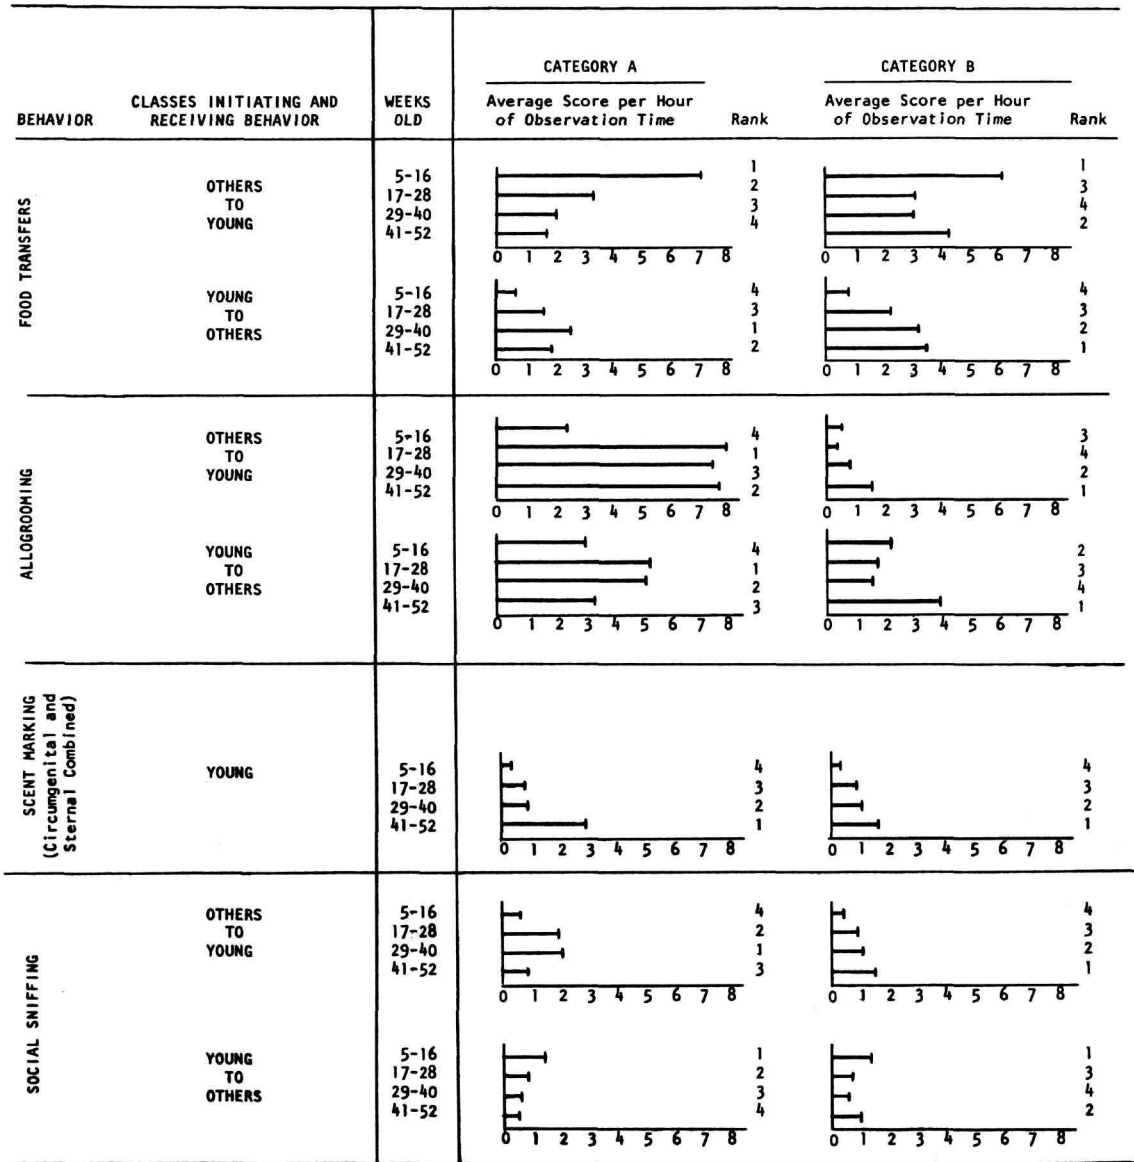 CATEGORY A CATEGORY B
BEHAVIOR CLASSES INITIATING AND RECEIVING BEHAVIOR WEEKS OLD Average Score per Hour of Observation Time Rank Average Score per Hour of Observation Time Rank
FOOD TRANSFERS
OTHERS TO YOUNG
5-16 1 1
17-28 2 3
29-40 3 4
41-52 4 2
0 1 2 3 4 5 6 7 8 0 1 2 3 4 5 6 7 8
YOUNG TO OTHERS
5-16 4 4
17-28 3 3
29-40 1 2
41-52 2 1
0 1 2 3 4 5 6 7 8 0 1 2 3 4 5 6 7 8
ALLOGROOMING
OTHERS TO YOUNG
5-16 4 3
17-28 1 4
29-40 3 2
41-52 2 1
0 1 2 3 4 5 6 7 8 0 1 2 3 4 5 6 7 8
YOUNG TO OTHERS
5-16 4 2
17-28 1 3
29-40 2 4
41-52 3 1
0 1 2 3 4 5 6 7 8 0 1 2 3 4 5 6 7 8
SCENT MARKING
(Circumgenital and
Sternal Combined)
YOUNG
5-16 4 4
17-28 3 3
29-40 2 2
41-52 1 1
0 1 2 3 4 5 6 7 8 0 1 2 3 4 5 6 7 8
SOCIAL SNIFFING
OTHERS TO YOUNG
5-16 4 4
17-28 2 3
29-40 1 2
41-52 3 1
0 1 2 3 4 5 6 7 8 0 1 2 3 4 5 6 7 8
YOUNG TO OTHERS
5-16 1 1
17-28 2 3
29-40 3 4
41-52 4 2
0 1 2 3 4 5 6 7 8 0 1 2 3 4 5 6 7 8